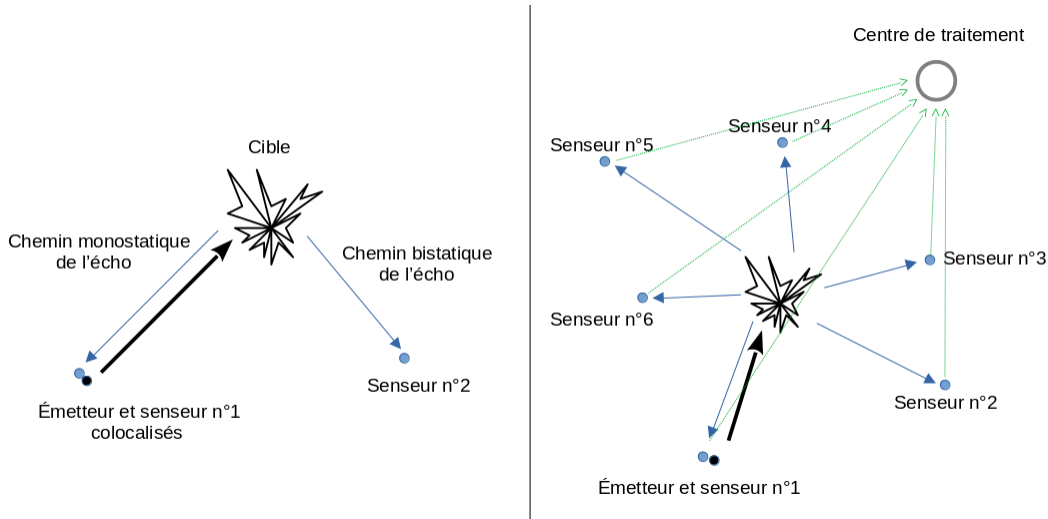 Cible
Chemin monostatique
de l’écho
Chemin bistatique
de l’écho
Senseur n°2
Émetteur et senseur n°1
colocalisés
Centre de traitement
Senseur n°4
Senseur n°5
Senseur n°3
Senseur n°6
Senseur n°2
Émetteur et senseur n°1